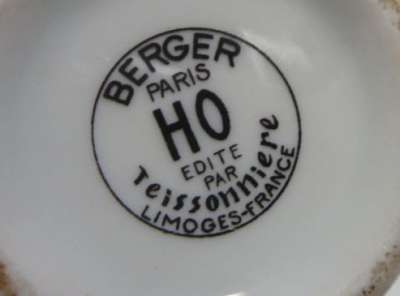 BERGER
PARIS
HO
EDITE
PAR
Teissonniere
LIMOGES-FRANCE